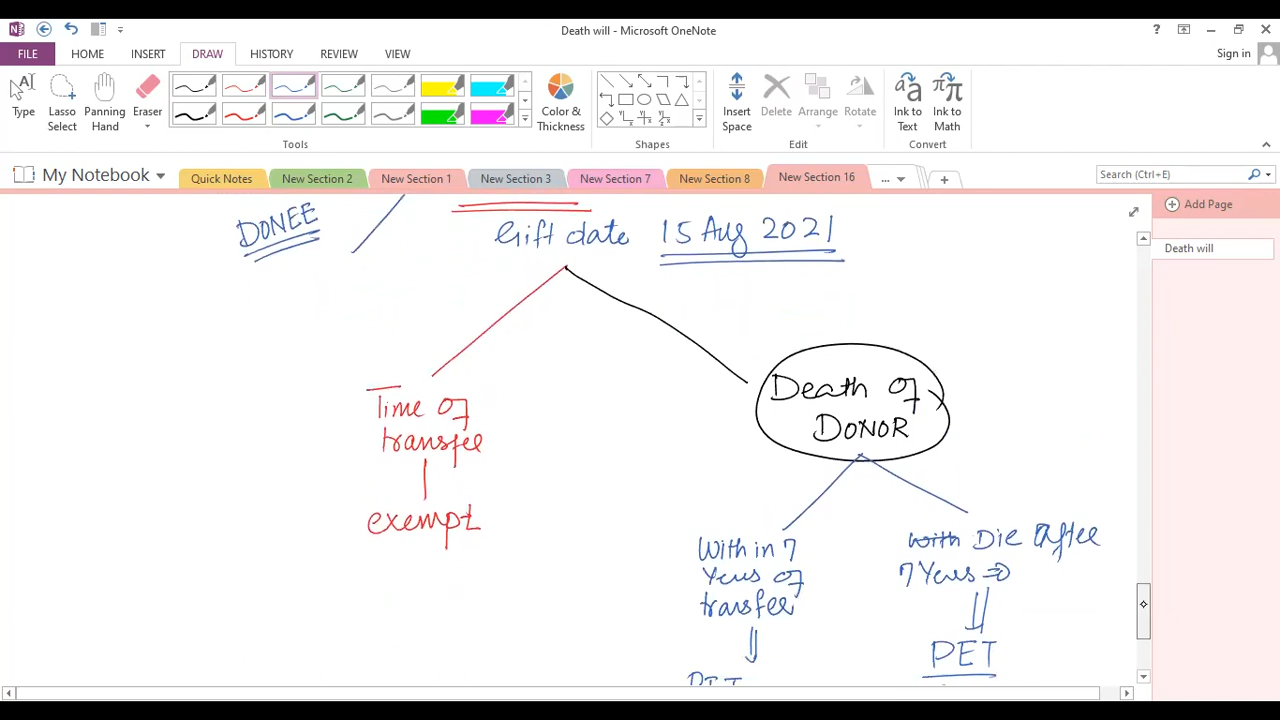 Death will - Microsoft OneNote
FILE HOME INSERT DRAW HISTORY REVIEW VIEW
Sign in
Type
Lasso Select
Panning Hand
Eraser
Color & Thickness
Insert Space
Delete
Arrange
Rotate
Ink to Text
Ink to Math
Tools Shapes Edit Convert
My Notebook Quick Notes New Section 2 New Section 1 New Section 3 New Section 7 New Section 8 New Section 16 ... Search (Ctrl+E)
Add Page
Death will
DONEE
Gift date 15 Aug 2021
Time of
transfer
exempt
Death of
DONOR
With in 7
Years of
transfer
with Die After
7 Years ⇒
PET